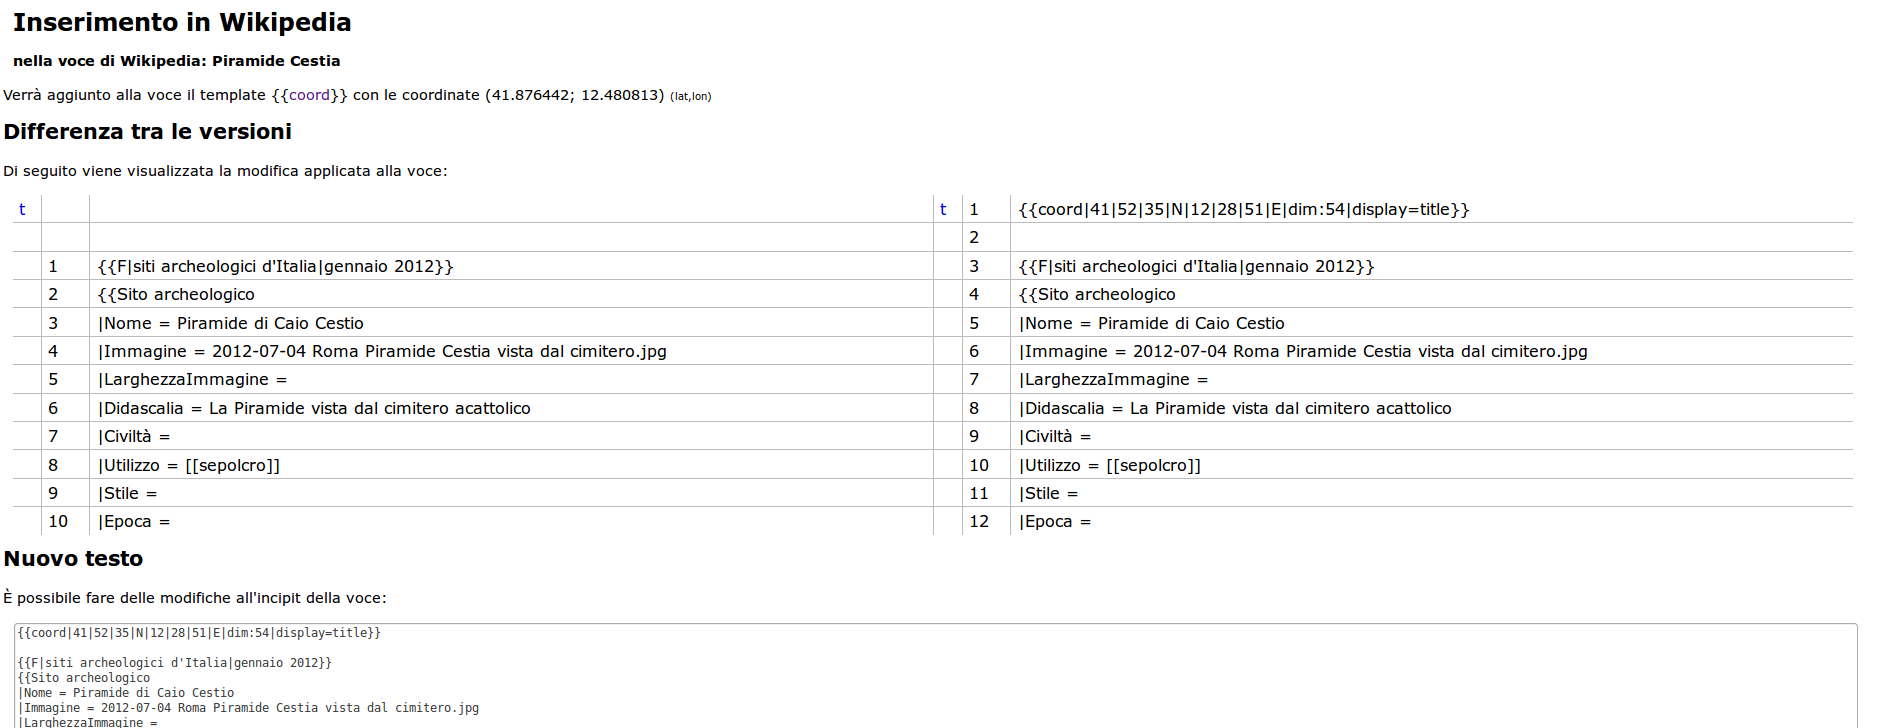 Inserimento in Wikipedia
nella voce di Wikipedia: Piramide Cestia
Verrà aggiunto alla voce il template {{coord}} con le coordinate (41.876442; 12.480813) (lat,lon)
Differenza tra le versioni
Di seguito viene visualizzata la modifica applicata alla voce:
t t 1 {{coord|41|52|35|N|12|28|51|E|dim:54|display=title}}
2
1 {{F|siti archeologici d'Italia|gennaio 2012}} 3 {{F|siti archeologici d'Italia|gennaio 2012}}
2 {{Sito archeologico 4 {{Sito archeologico
3 |Nome = Piramide di Caio Cestio 5 |Nome = Piramide di Caio Cestio
4 |Immagine = 2012-07-04 Roma Piramide Cestia vista dal cimitero.jpg 6 |Immagine = 2012-07-04 Roma Piramide Cestia vista dal cimitero.jpg
5 |LarghezzaImmagine = 7 |LarghezzaImmagine =
6 |Didascalia = La Piramide vista dal cimitero acattolico 8 |Didascalia = La Piramide vista dal cimitero acattolico
7 |Civiltà = 9 |Civiltà =
8 |Utilizzo = [[sepolcro]] 10 |Utilizzo = [[sepolcro]]
9 |Stile = 11 |Stile =
10 |Epoca = 12 |Epoca =
Nuovo testo
È possibile fare delle modifiche all'incipit della voce:
{{coord|41|52|35|N|12|28|51|E|dim:54|display=title}}
{{F|siti archeologici d'Italia|gennaio 2012}}
{{Sito archeologico
|Nome = Piramide di Caio Cestio
|Immagine = 2012-07-04 Roma Piramide Cestia vista dal cimitero.jpg
|LarghezzaImmagine =